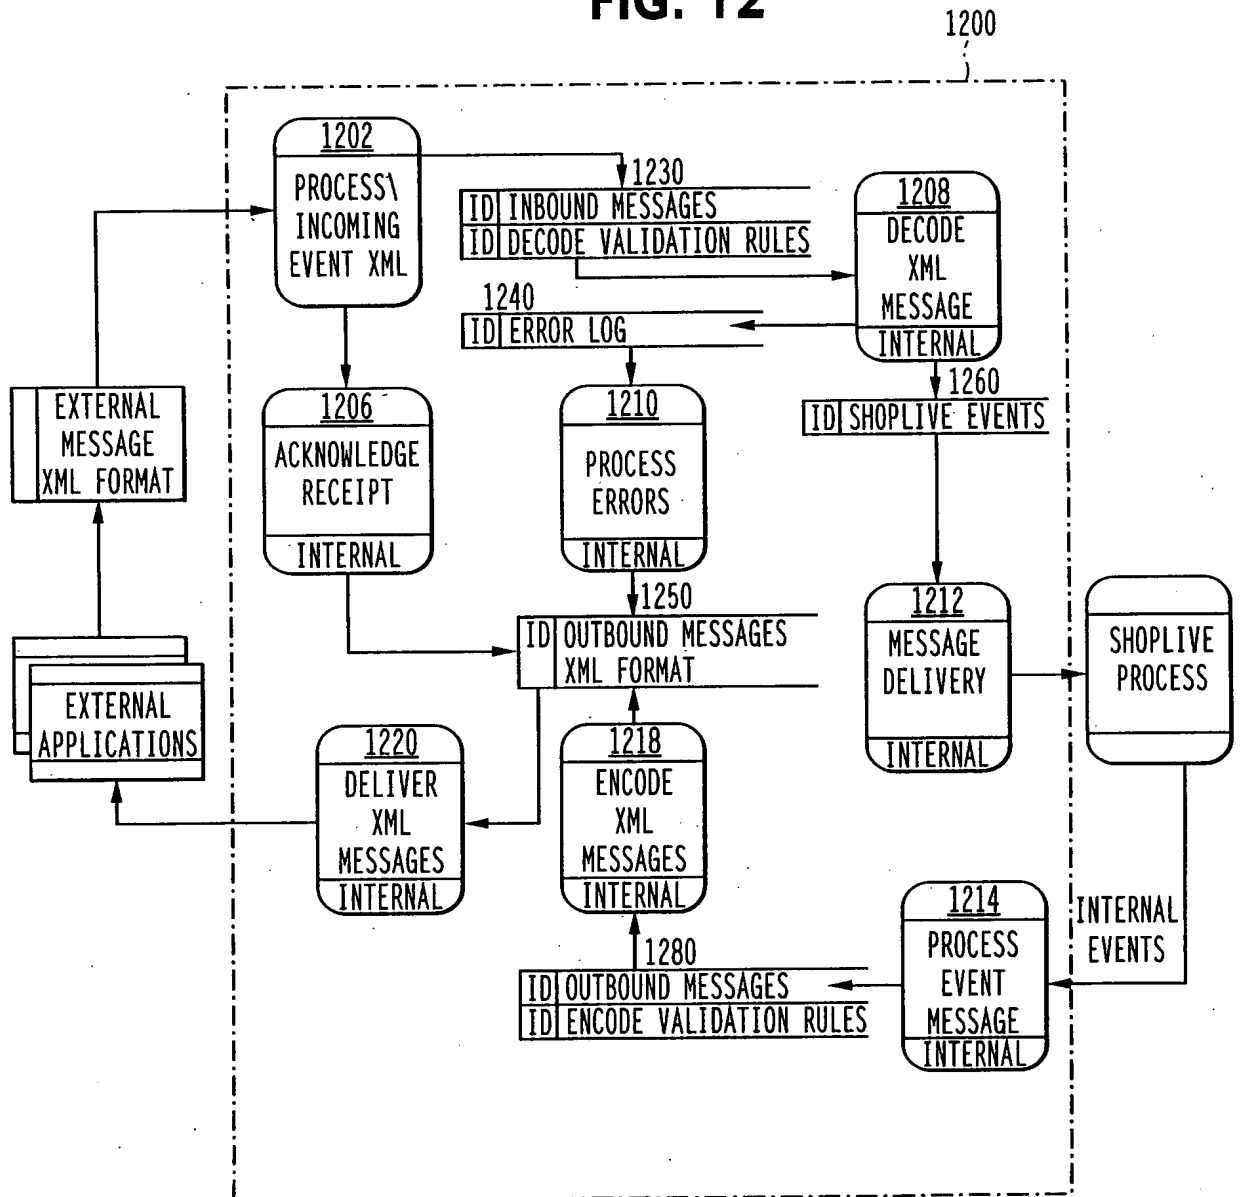 FIG. 12
1200
1202
PROCESS\
INCOMING
EVENT XML
1230
ID INBOUND MESSAGES
ID DECODE VALIDATION RULES
1208
DECODE
XML
MESSAGE
INTERNAL
1240
ID ERROR LOG
1260
ID SHOPLIVE EVENTS
EXTERNAL
MESSAGE
XML FORMAT
1206
ACKNOWLEDGE
RECEIPT
INTERNAL
1210
PROCESS
ERRORS
INTERNAL
1250
ID OUTBOUND MESSAGES
XML FORMAT
1212
MESSAGE
DELIVERY
INTERNAL
SHOPLIVE
PROCESS
EXTERNAL
APPLICATIONS
1220
DELIVER
XML
MESSAGES
INTERNAL
1218
ENCODE
XML
MESSAGES
INTERNAL
1214
PROCESS
EVENT
MESSAGE
INTERNAL
INTERNAL
EVENTS
1280
ID OUTBOUND MESSAGES
ID ENCODE VALIDATION RULES